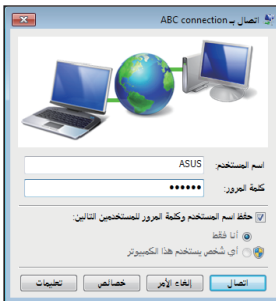 اتصال بـ ABC connection
اسم المستخدم: ASUS
كلمة المرور: ••••••
حفظ اسم المستخدم وكلمة المرور للمستخدمين التاليين:
أنا فقط
أي شخص يستخدم هذا الكمبيوتر
اتصال إلغاء الأمر خصائص تعليمات